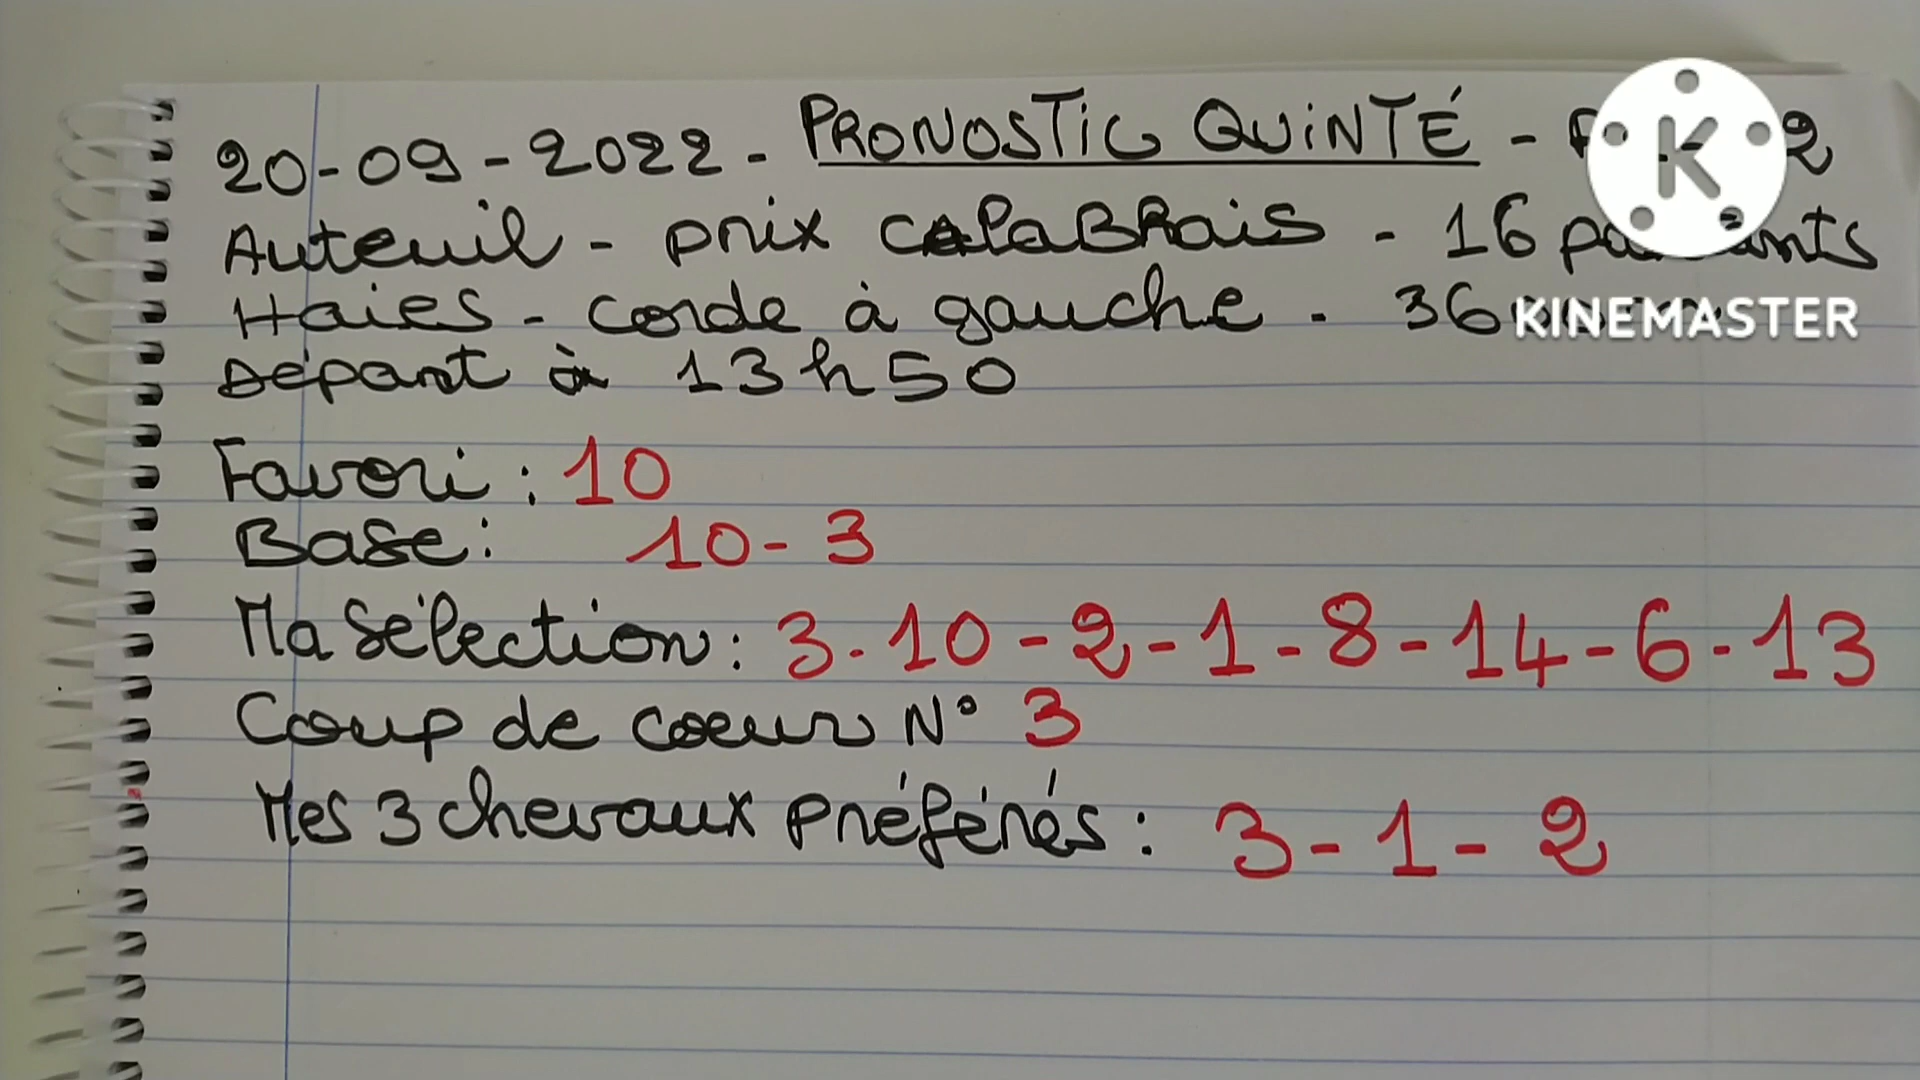 20-09-2022 - PRONOSTIC QUINTÉ - 2
Auteuil - prix CALABRAIS - 16 partants
Haies - corde à gauche - 36
Départ à 13h50
Favori : 10
Base : 10 - 3
Ma Sélection : 3 - 10 - 2 - 1 - 8 - 14 - 6 - 13
Coup de coeur N° 3
Mes 3 chevaux préférés : 3 - 1 - 2
K
KINEMASTER